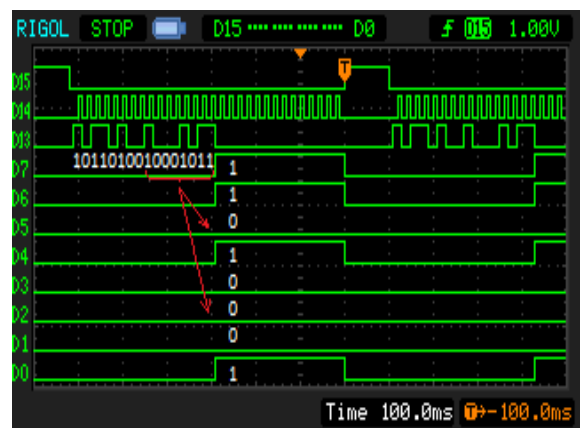 RIGOL STOP D15 ---- ---- ---- ---- D0 D15 1.00V
T
D15
D14
D13
1011010010001011
D7 1
D6 1
D5 0
D4 1
D3 0
D2 0
D1 0
D0 1
Time 100.0ms T→-100.0ms